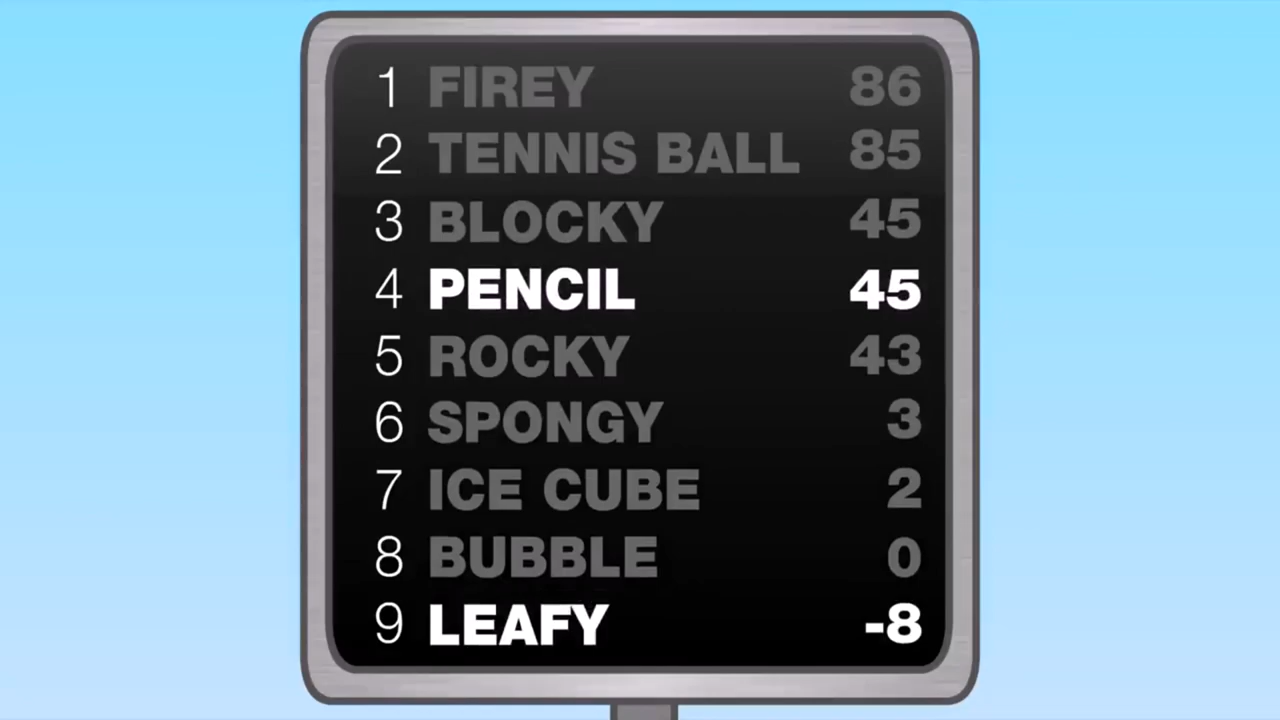 1 FIREY 86
2 TENNIS BALL 85
3 BLOCKY 45
4 PENCIL 45
5 ROCKY 43
6 SPONGY 3
7 ICE CUBE 2
8 BUBBLE 0
9 LEAFY -8